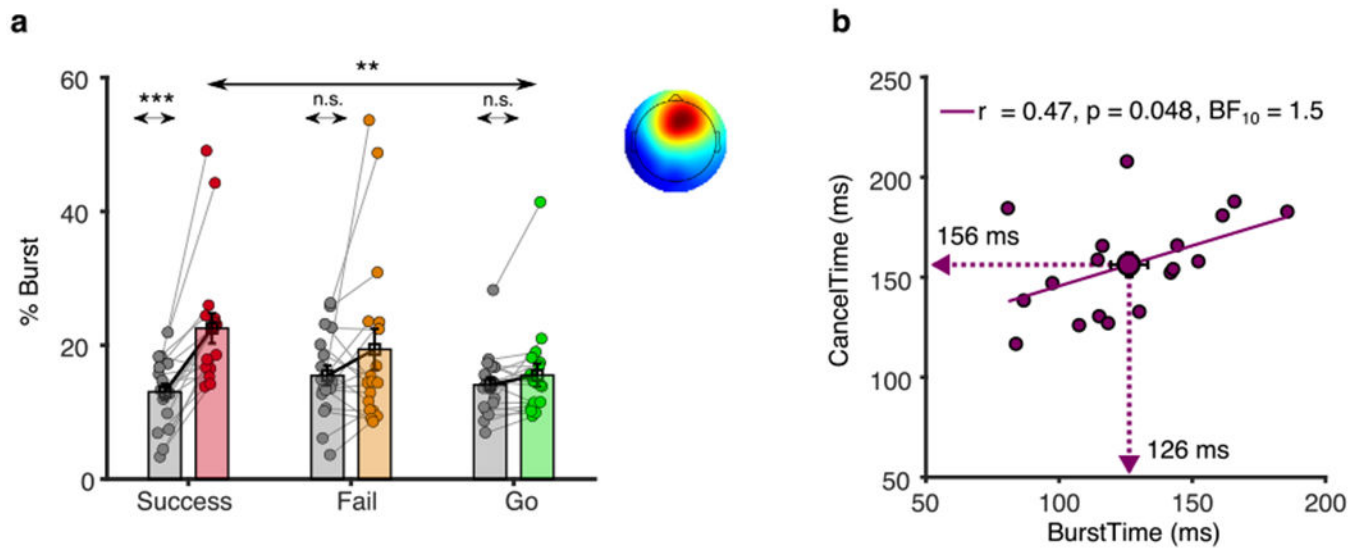 a
**
***
n.s.
n.s.
60
40
20
0
% Burst
Success
Fail
Go
b
r = 0.47, p = 0.048, BF10 = 1.5
250
200
150
100
50
CancelTime (ms)
156 ms
126 ms
50
100
150
200
BurstTime (ms)